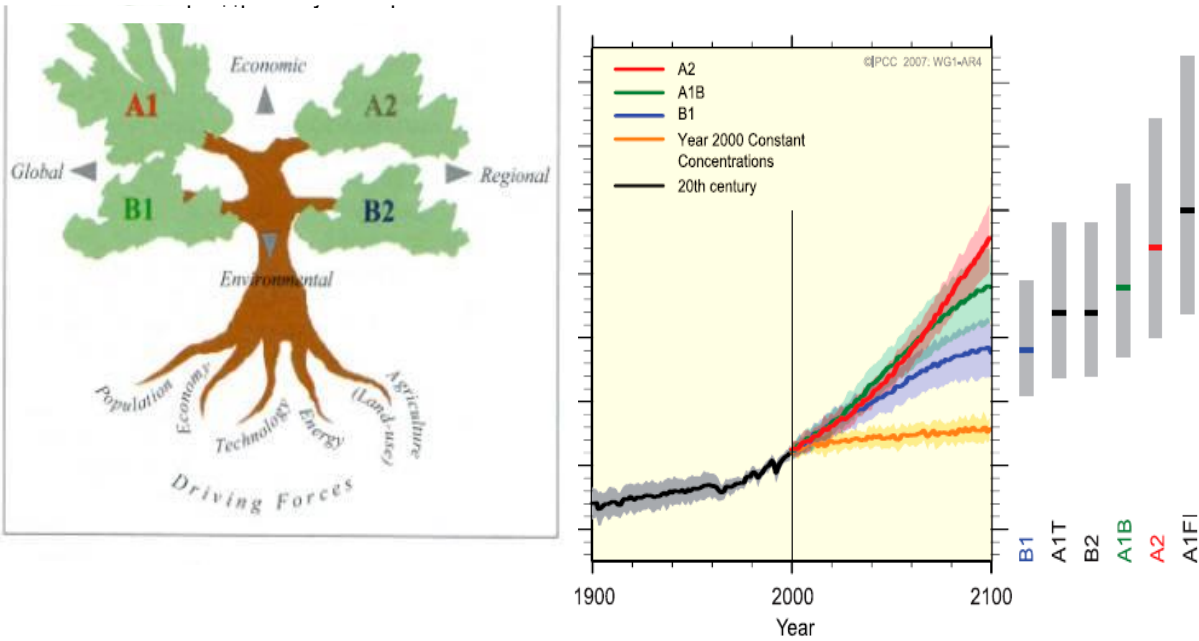 Economic
A1
A2
Global
Regional
B1
B2
Environmental
Population
Economy
Technology
Energy
Agriculture
(Land-use)
Driving Forces
©IPCC 2007: WG1-AR4
A2
A1B
B1
Year 2000 Constant
Concentrations
20th century
1900
2000
2100
Year
B1
A1T
B2
A1B
A2
A1FI